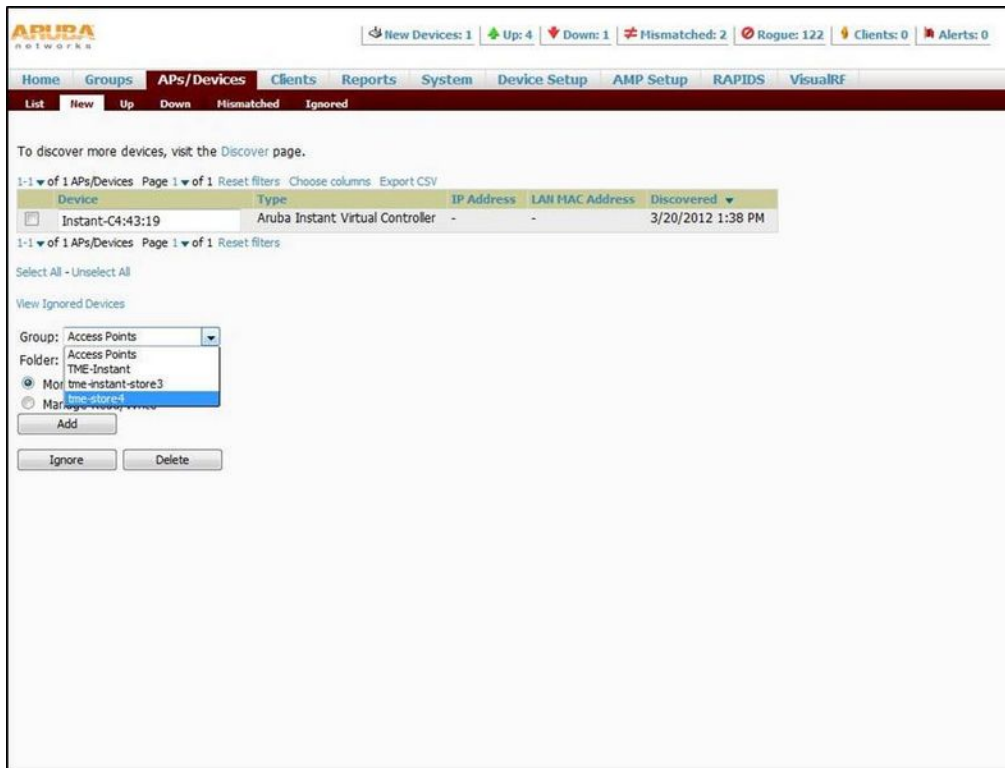 ARUBA
networks
New Devices: 1 Up: 4 Down: 1 Mismatched: 2 Rogue: 122 Clients: 0 Alerts: 0
Home Groups APs/Devices Clients Reports System Device Setup AMP Setup RAPIDS VisualRF
List New Up Down Mismatched Ignored
To discover more devices, visit the Discover page.
1-1 of 1 APs/Devices Page 1 of 1 Reset filters Choose columns Export CSV
Device Type IP Address LAN MAC Address Discovered
Instant-C4:43:19 Aruba Instant Virtual Controller - - 3/20/2012 1:38 PM
1-1 of 1 APs/Devices Page 1 of 1 Reset filters
Select All - Unselect All
View Ignored Devices
Group: Access Points
Access Points
Folder: TME-Instant
Mo tme-instant-store3
tme-store4
Add
Ignore Delete